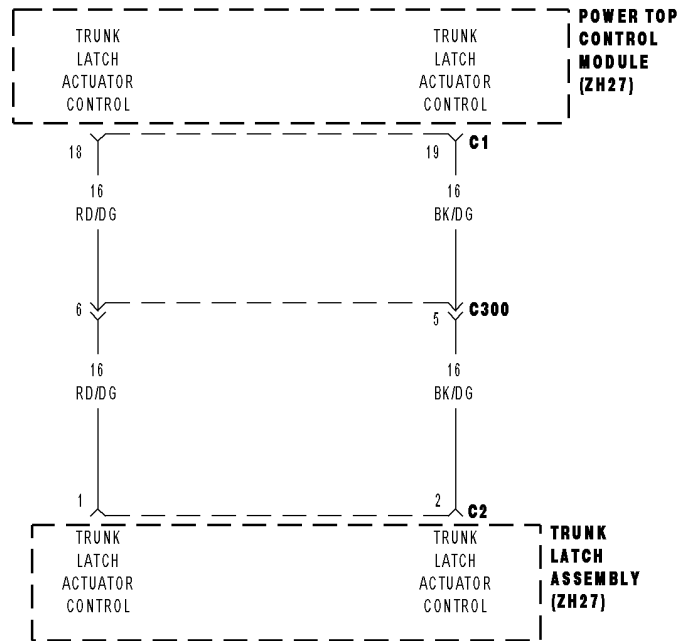 POWER TOP
CONTROL
MODULE
(ZH27)
TRUNK
LATCH
ACTUATOR
CONTROL
TRUNK
LATCH
ACTUATOR
CONTROL
18
19
C1
16
RD/DG
16
BK/DG
6
5
C300
16
RD/DG
16
BK/DG
1
2
C2
TRUNK
LATCH
ACTUATOR
CONTROL
TRUNK
LATCH
ACTUATOR
CONTROL
TRUNK
LATCH
ASSEMBLY
(ZH27)